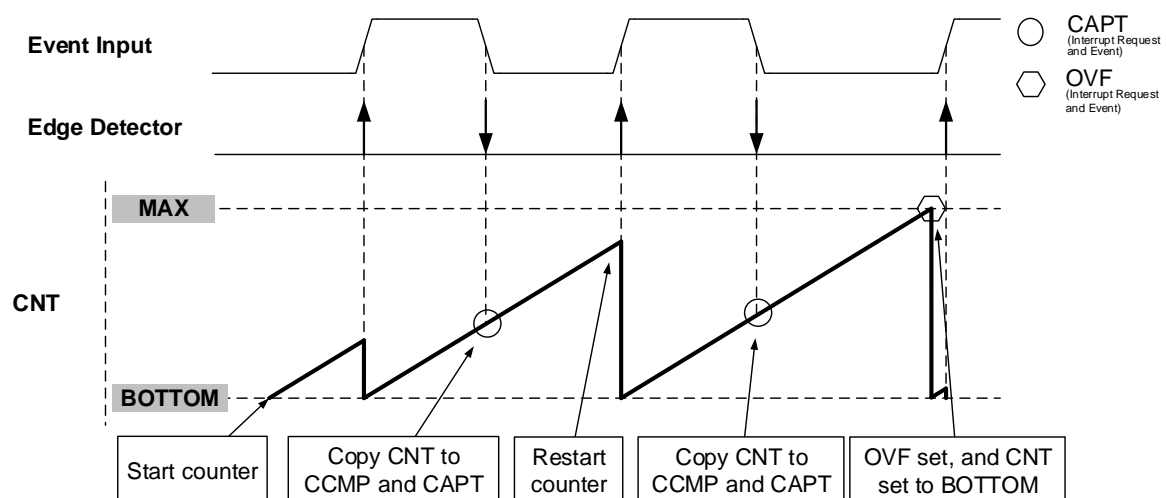 Event Input
CAPT
(Interrupt Request
and Event)
OVF
(Interrupt Request
and Event)
Edge Detector
MAX
CNT
BOTTOM
Start counter
Copy CNT to
CCMP and CAPT
Restart
counter
Copy CNT to
CCMP and CAPT
OVF set, and CNT
set to BOTTOM